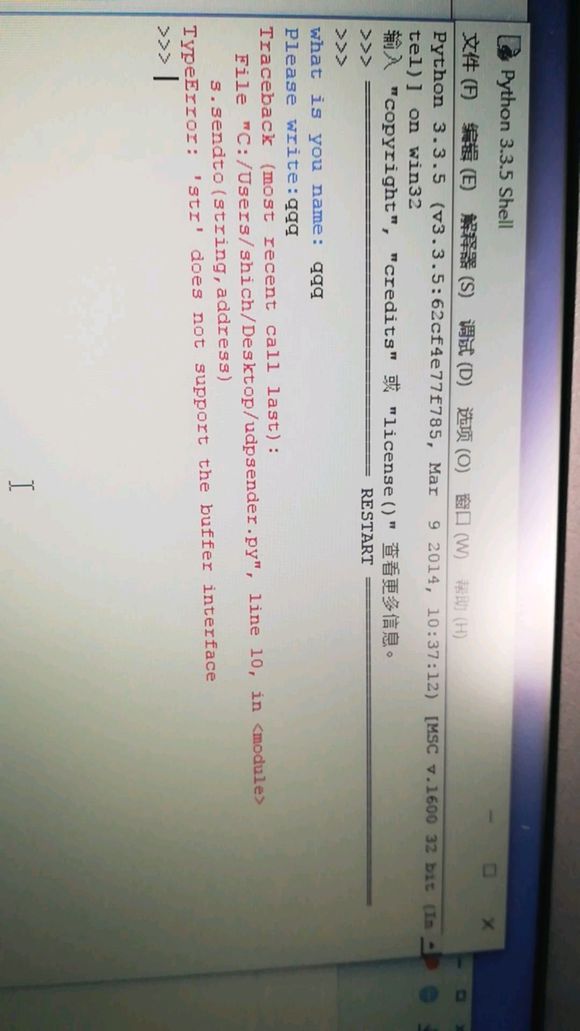 Python 3.3.5 Shell
文件 (F) 编辑 (E) 解释器 (S) 调试 (D) 选项 (O) 窗口 (W) 帮助 (H)
Python 3.3.5 (v3.3.5:62cf4e77f785, Mar  9 2014, 10:37:12) [MSC v.1600 32 bit (In
tel)] on win32
输入 "copyright", "credits" 或 "license()" 查看更多信息。
>>> ================================ RESTART ================================
>>>
what is you name: qqq
Please write:qqq
Traceback (most recent call last):
  File "C:/Users/shich/Desktop/udpsender.py", line 10, in <module>
    s.sendto(string,address)
TypeError: 'str' does not support the buffer interface
>>>